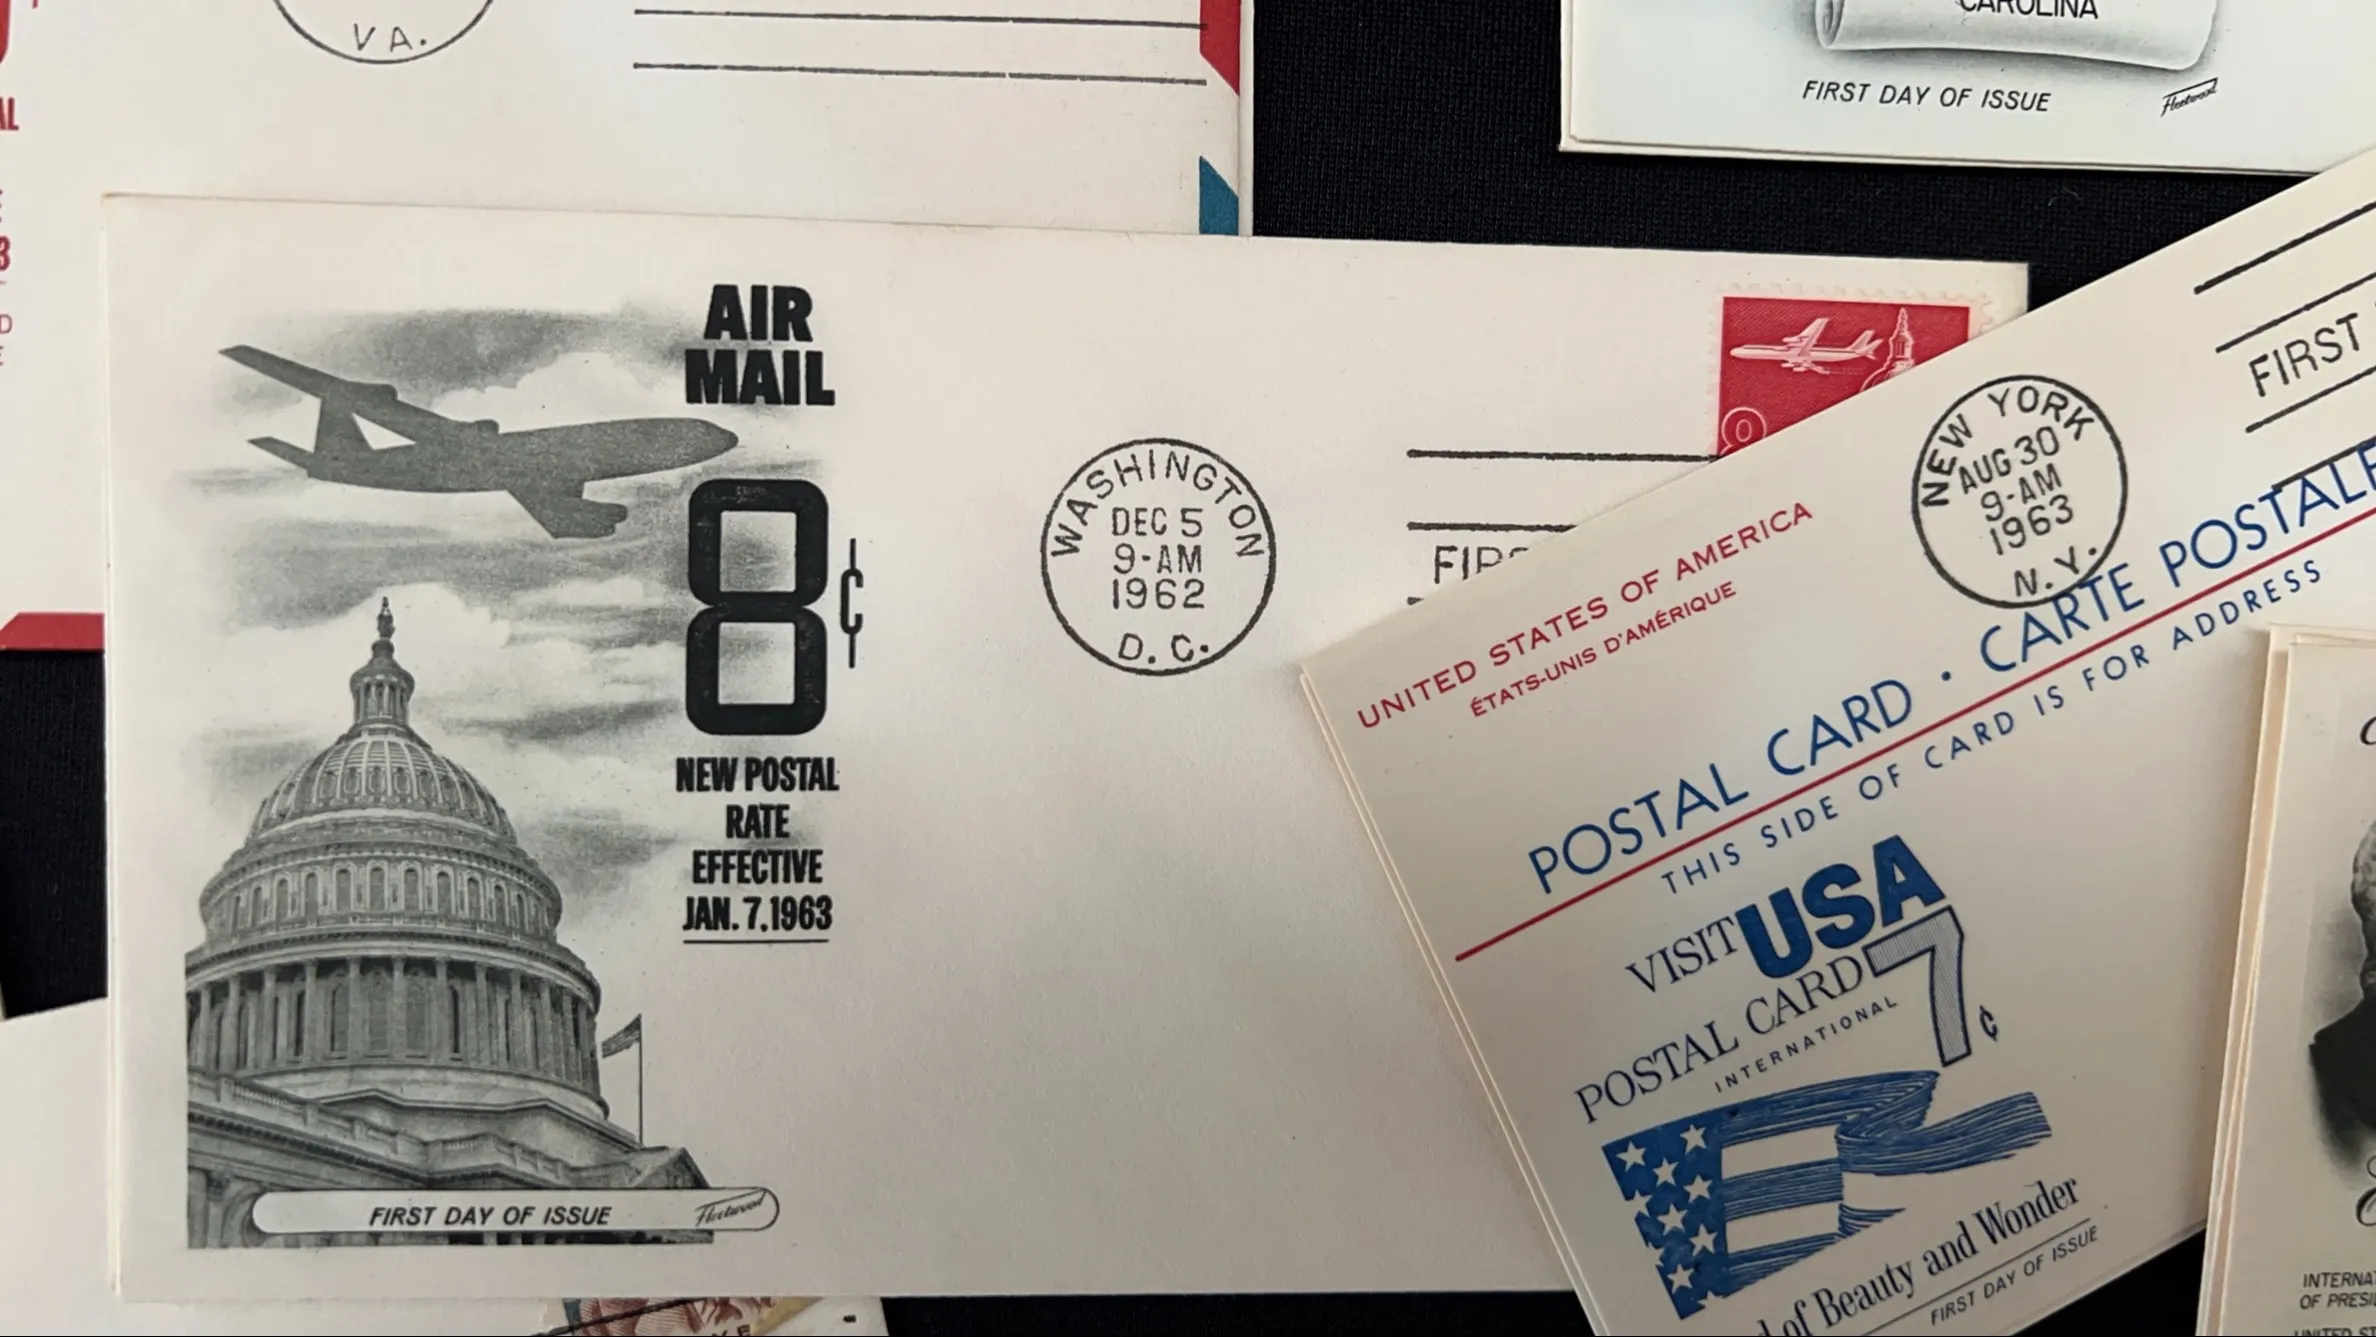 VA.
CAROLINA
FIRST DAY OF ISSUE
Fleetwood
AIR
MAIL
8¢
NEW POSTAL
RATE
EFFECTIVE
JAN. 7, 1963
FIRST DAY OF ISSUE
Fleetwood
WASHINGTON
DEC 5
9-AM
1962
D.C.
8
NEW YORK
AUG 30
9-AM
1963
N.Y.
FIRST
UNITED STATES OF AMERICA
ÉTATS-UNIS D'AMÉRIQUE
POSTAL CARD · CARTE POSTALE
THIS SIDE OF CARD IS FOR ADDRESS
VISIT USA
POSTAL CARD 7¢
INTERNATIONAL
of Beauty and Wonder
FIRST DAY OF ISSUE